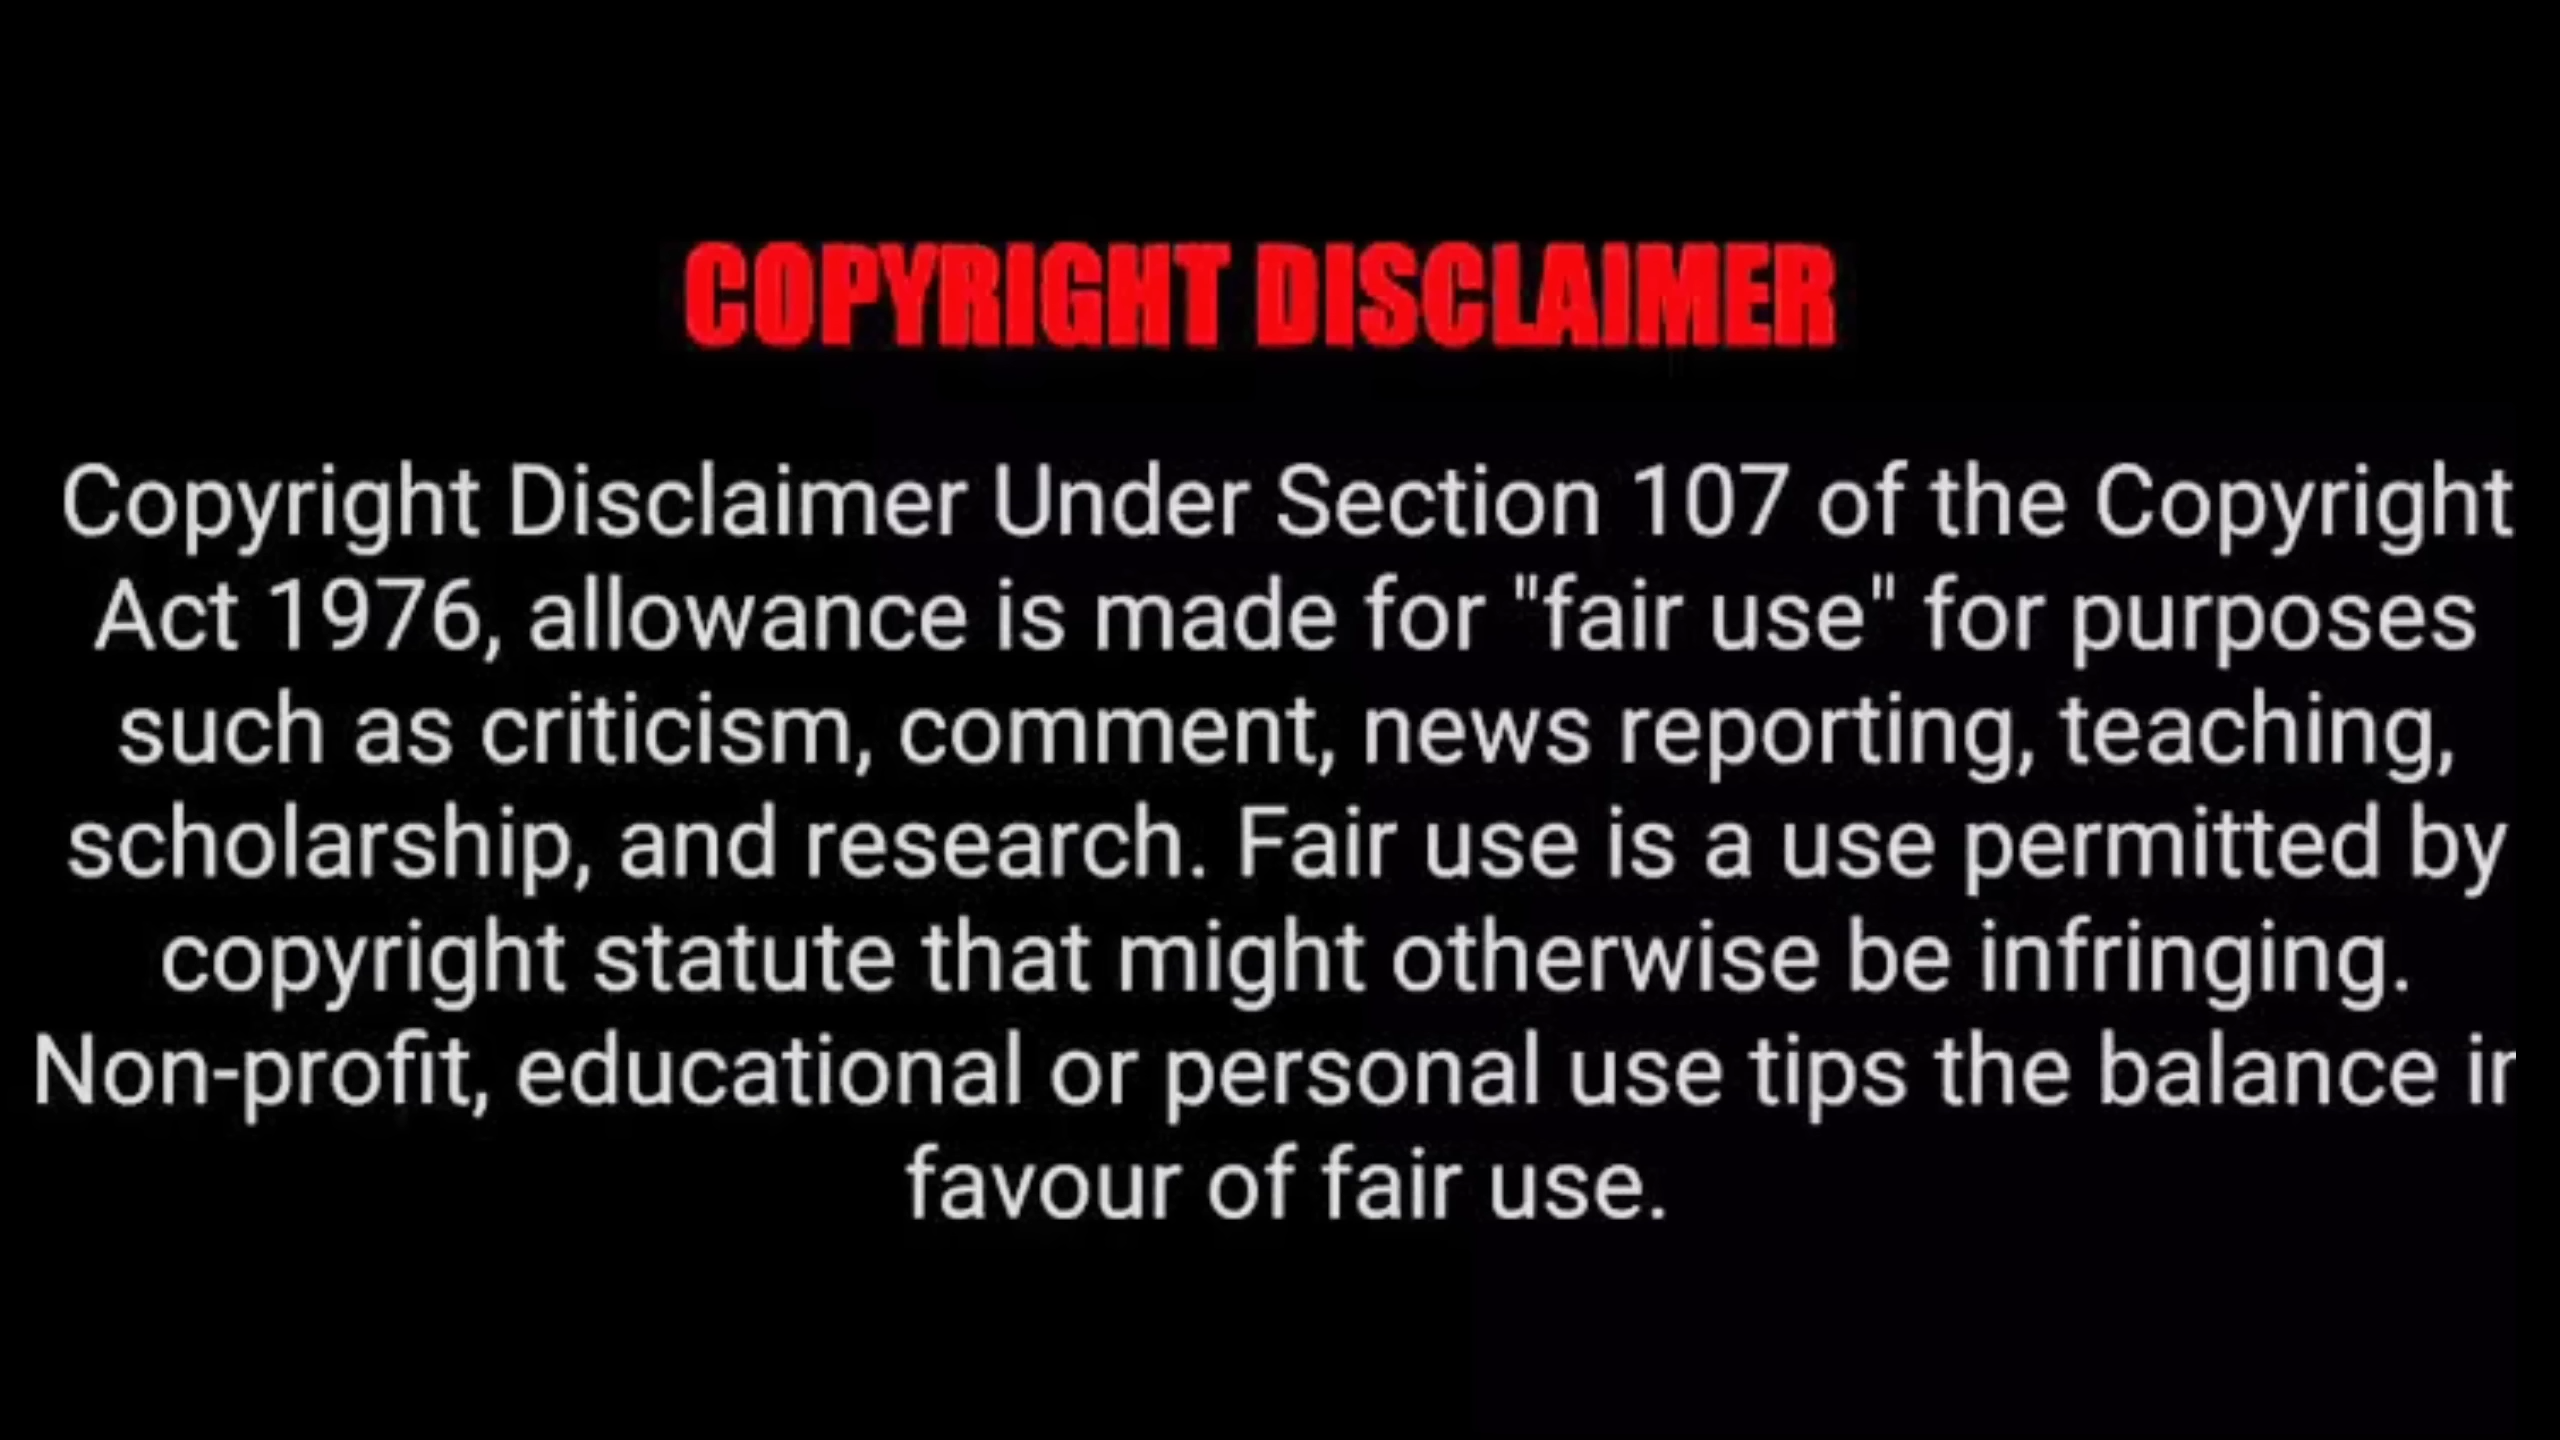 COPYRIGHT DISCLAIMER
Copyright Disclaimer Under Section 107 of the Copyright
Act 1976, allowance is made for "fair use" for purposes
such as criticism, comment, news reporting, teaching,
scholarship, and research. Fair use is a use permitted by
copyright statute that might otherwise be infringing.
Non-profit, educational or personal use tips the balance in
favour of fair use.